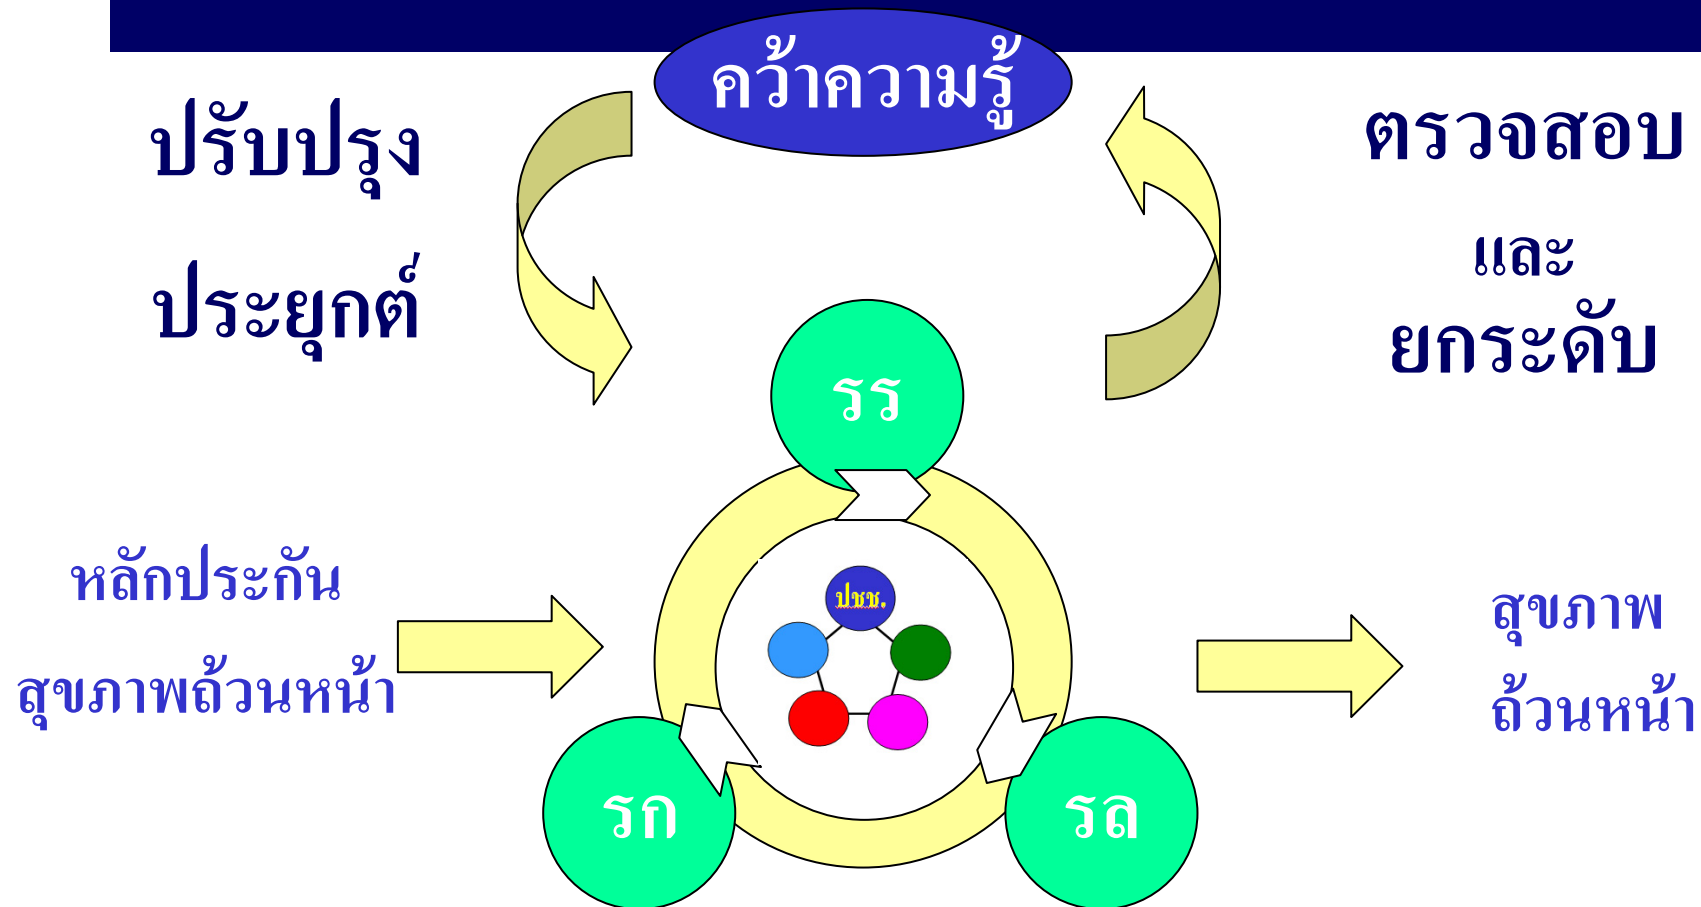 คว้าความรู้
ปรับปรุง
ประยุกต์
ตรวจสอบ
และ
ยกระดับ
รร
หลักประกัน
สุขภาพถ้วนหน้า
ปชช.
สุขภาพ
ถ้วนหน้า
รก
รล